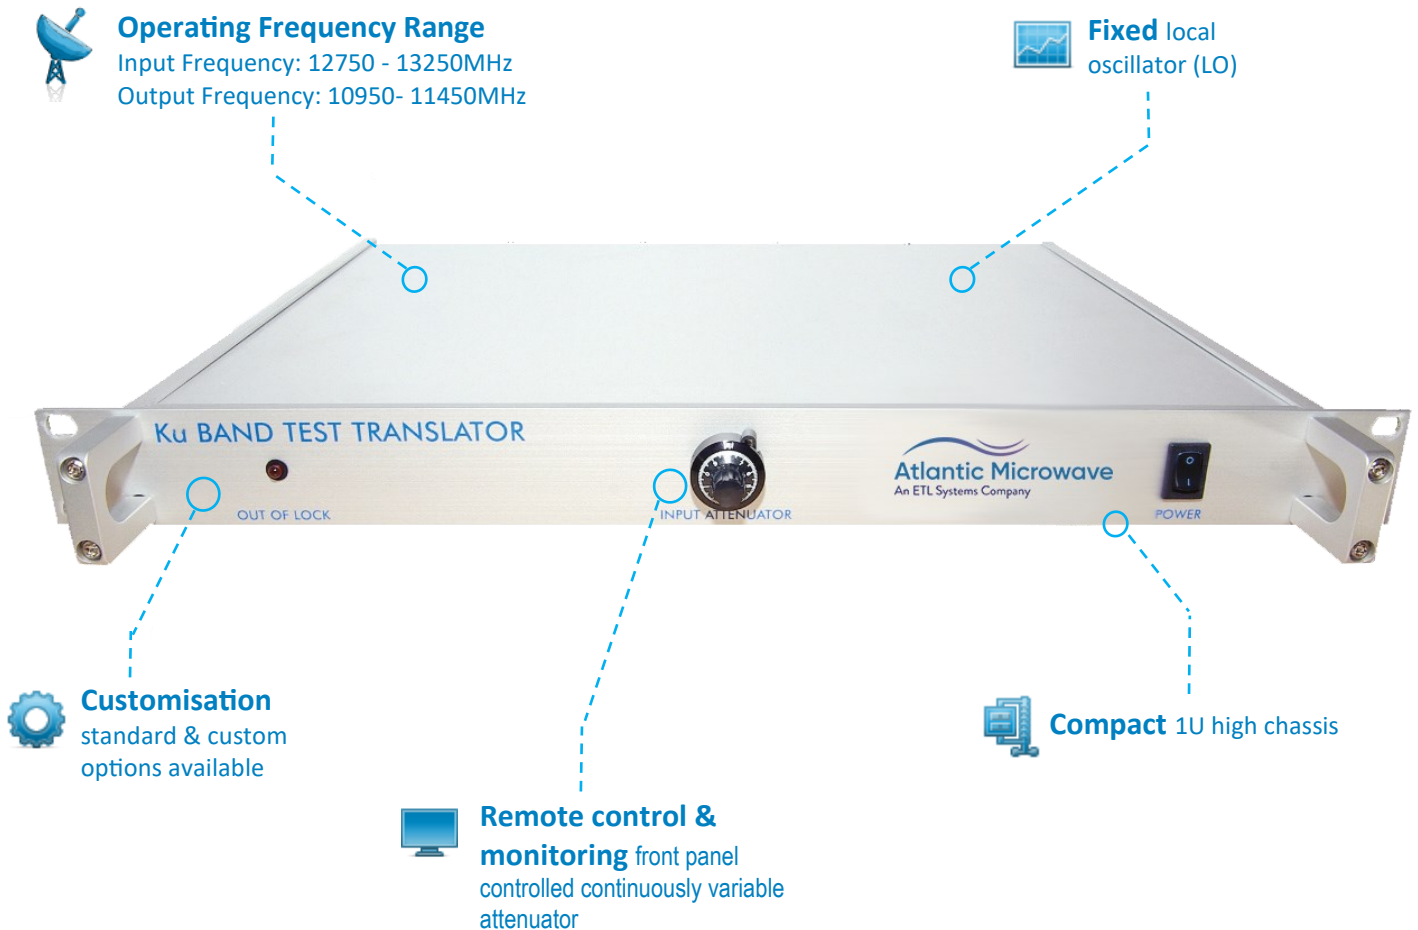 Operating Frequency Range
Input Frequency: 12750 - 13250MHz
Output Frequency: 10950- 11450MHz
Fixed local
oscillator (LO)
Ku BAND TEST TRANSLATOR
OUT OF LOCK
INPUT ATTENUATOR
Atlantic Microwave
An ETL Systems Company
POWER
Customisation
standard & custom
options available
Compact 1U high chassis
Remote control &
monitoring front panel
controlled continuously variable
attenuator